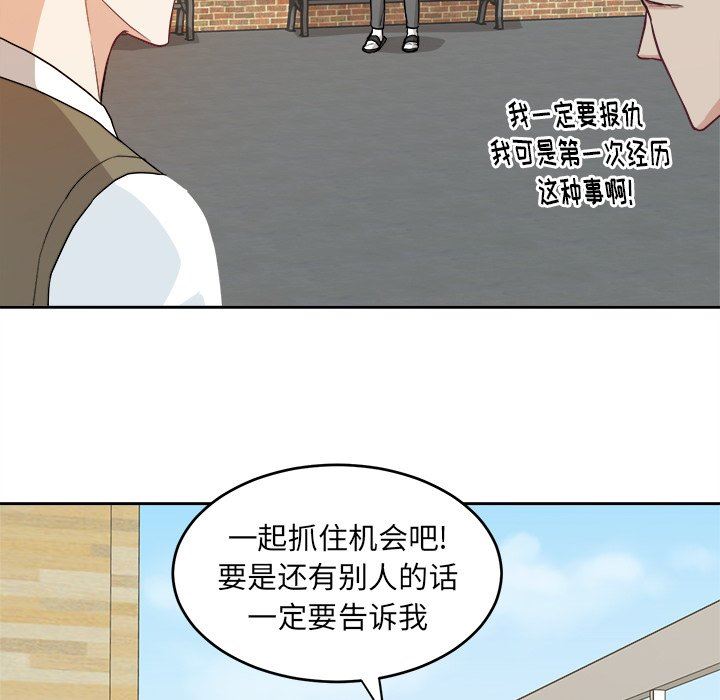 我一定要报仇
我可是第一次经历
这种事啊!
一起抓住机会吧!
要是还有别人的话
一定要告诉我